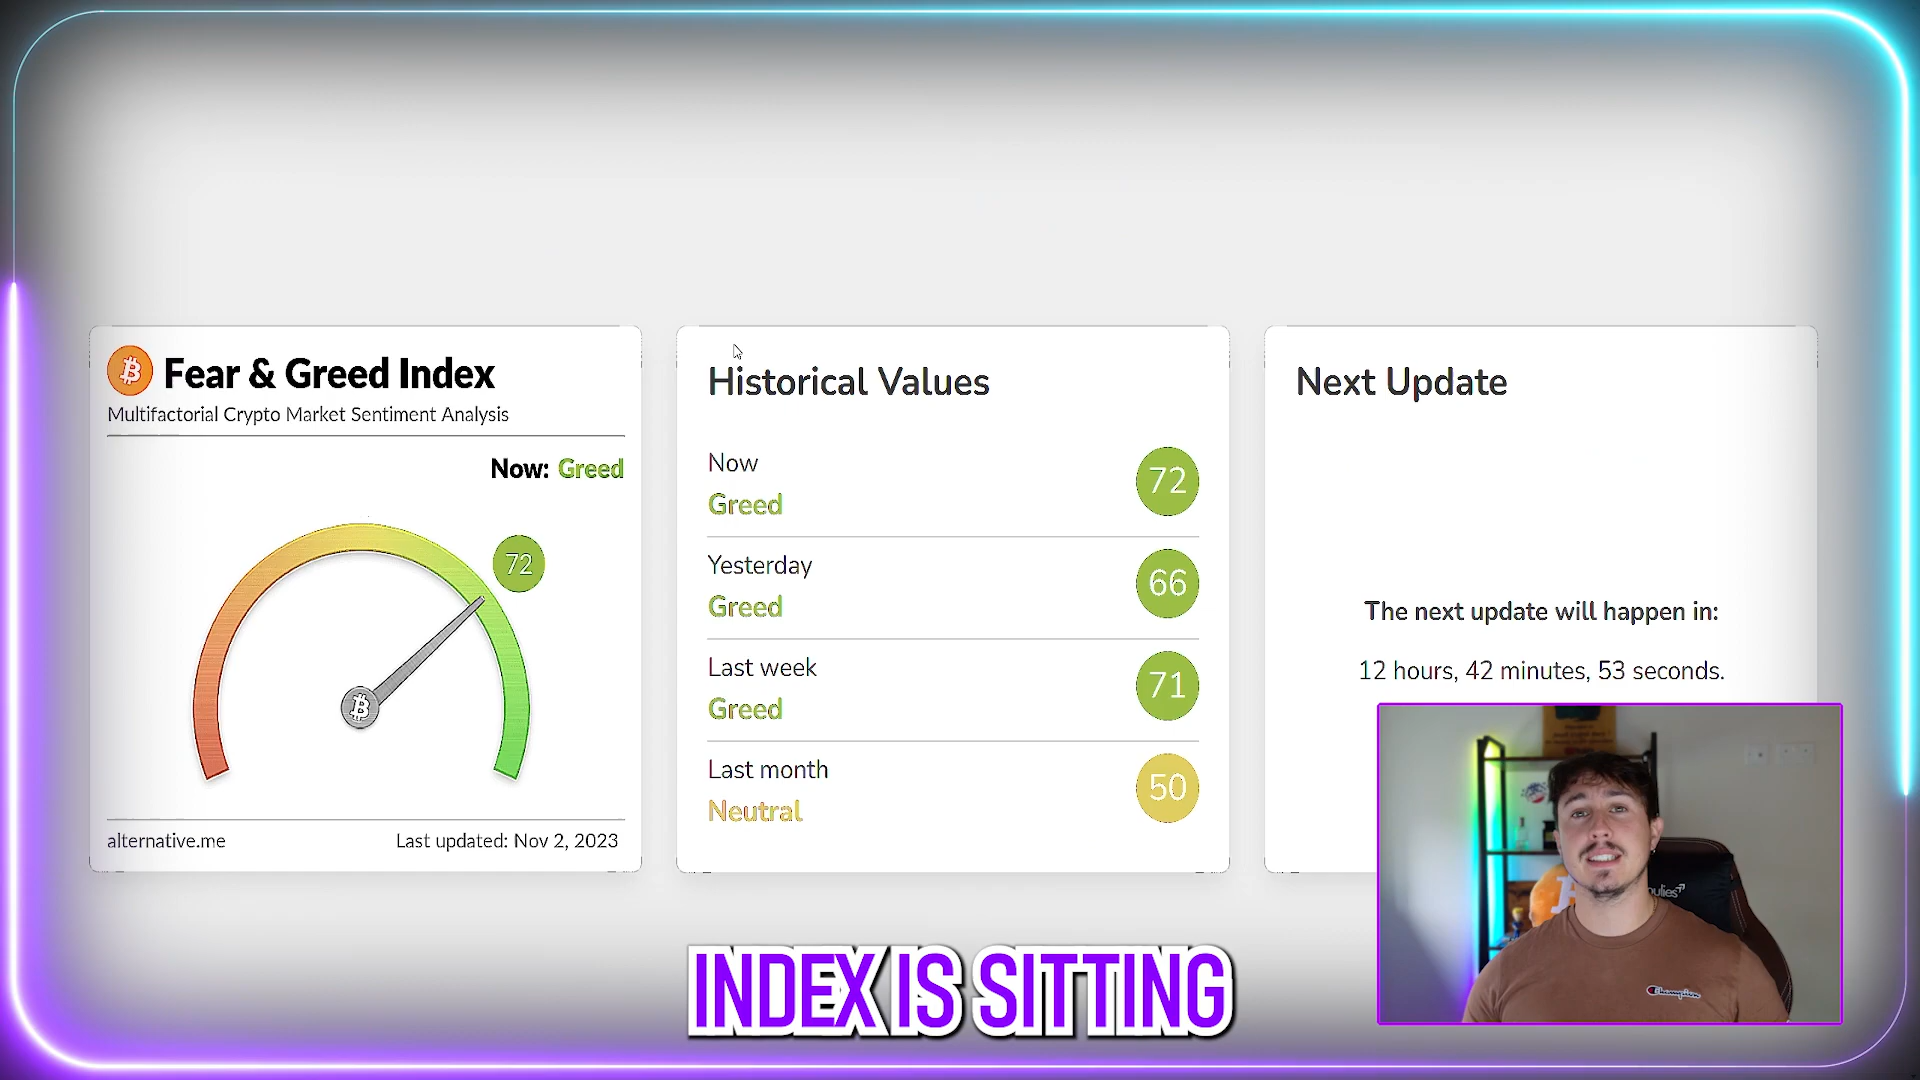 Fear & Greed Index
Multifactorial Crypto Market Sentiment Analysis
Now: Greed
72
alternative.me
Last updated: Nov 2, 2023
Historical Values
Now
Greed
72
Yesterday
Greed
66
Last week
Greed
71
Last month
Neutral
50
Next Update
The next update will happen in:
12 hours, 42 minutes, 53 seconds.
Champion
INDEX IS SITTING